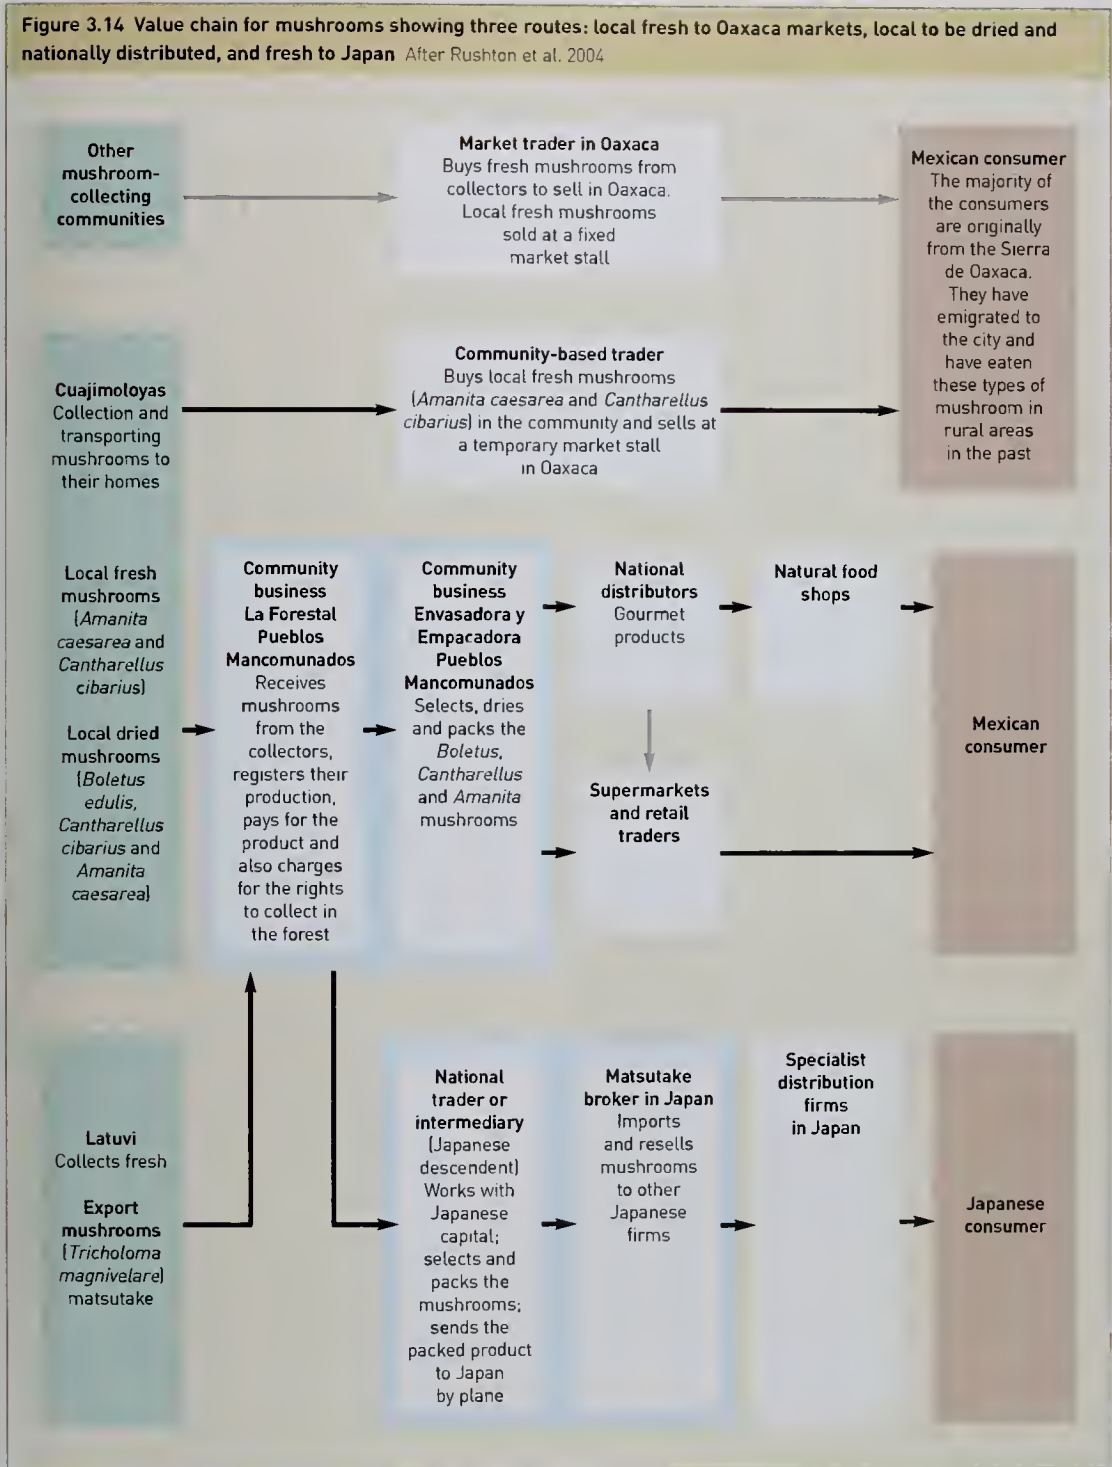 Figure 3.14 Value chain for mushrooms showing three routes: local fresh to Oaxaca markets, local to be dried and
nationally distributed, and fresh to Japan After Rushton et al. 2004
Other
mushroom-
collecting
communities
Market trader in Oaxaca
Buys fresh mushrooms from
collectors to sell in Oaxaca.
Local fresh mushrooms
sold at a fixed
market stall
Mexican consumer
The majority of
the consumers
are originally
from the Sierra
de Oaxaca.
They have
emigrated to
the city and
have eaten
these types of
mushroom in
rural areas
in the past
Cuajimoloyas
Collection and
transporting
mushrooms to
their homes
Community-based trader
Buys local fresh mushrooms
(Amanita caesarea and Cantharellus
cibarius) in the community and sells at
a temporary market stall
in Oaxaca
Local fresh
mushrooms
(Amanita
caesarea and
Cantharellus
cibarius)
Local dried
mushrooms
(Boletus
edulis,
Cantharellus
cibarius and
Amanita
caesarea)
Community
business
La Forestal
Pueblos
Mancomunados
Receives
mushrooms
from the
collectors,
registers their
production,
pays for the
product and
also charges
for the rights
to collect in
the forest
Community
business
Envasadora y
Empacadora
Pueblos
Mancomunados
Selects, dries
and packs the
Boletus,
Cantharellus
and Amanita
mushrooms
National
distributors
Gourmet
products
Natural food
shops
Supermarkets
and retail
traders
Mexican
consumer
Latuvi
Collects fresh
Export
mushrooms
(Tricholoma
magnivelare)
matsutake
National
trader or
intermediary
(Japanese
descendent)
Works with
Japanese
capital;
selects and
packs the
mushrooms;
sends the
packed product
to Japan
by plane
Matsutake
broker in Japan
Imports
and resells
mushrooms
to other
Japanese
firms
Specialist
distribution
firms
in Japan
Japanese
consumer